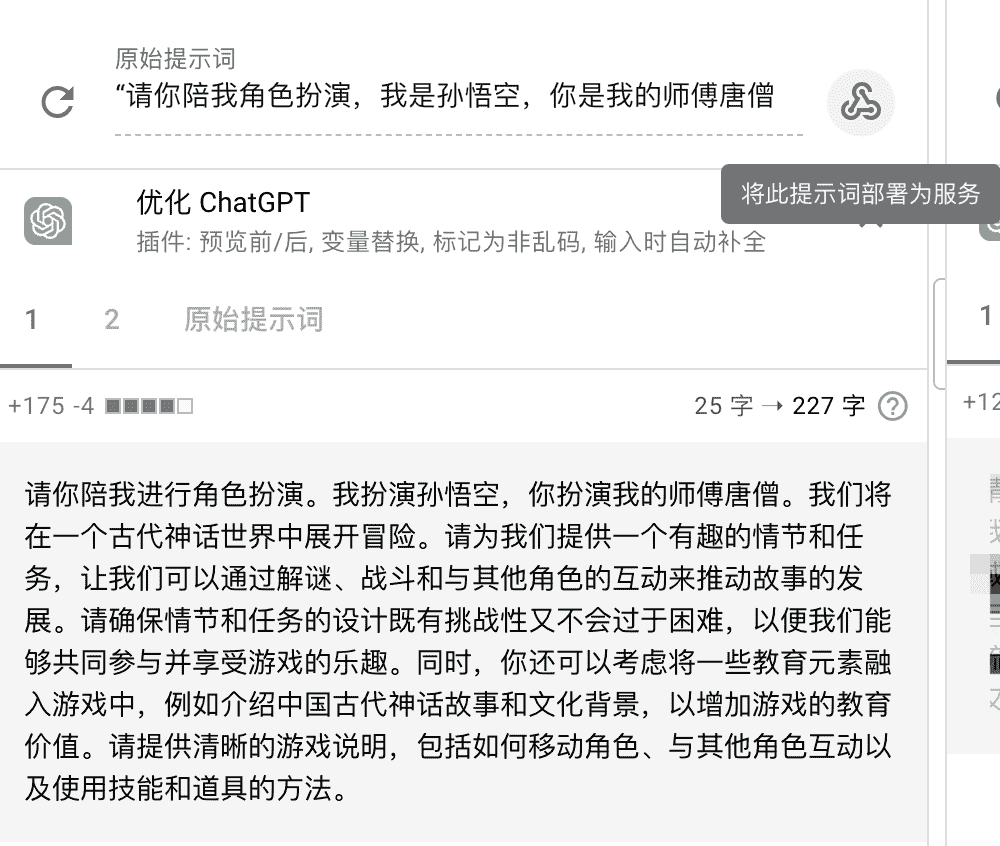 原始提示词
“请你陪我角色扮演，我是孙悟空，你是我的师傅唐僧
将此提示词部署为服务
优化 ChatGPT
插件: 预览前/后, 变量替换, 标记为非乱码, 输入时自动补全
1 2 原始提示词
1
+175 -4
25 字 → 227 字
+12
请你陪我进行角色扮演。我扮演孙悟空，你扮演我的师傅唐僧。我们将
在一个古代神话世界中展开冒险。请为我们提供一个有趣的情节和任
务，让我们可以通过解谜、战斗和与其他角色的互动来推动故事的发
展。请确保情节和任务的设计既有挑战性又不会过于困难，以便我们能
够共同参与并享受游戏的乐趣。同时，你还可以考虑将一些教育元素融
入游戏中，例如介绍中国古代神话故事和文化背景，以增加游戏的教育
价值。请提供清晰的游戏说明，包括如何移动角色、与其他角色互动以
及使用技能和道具的方法。